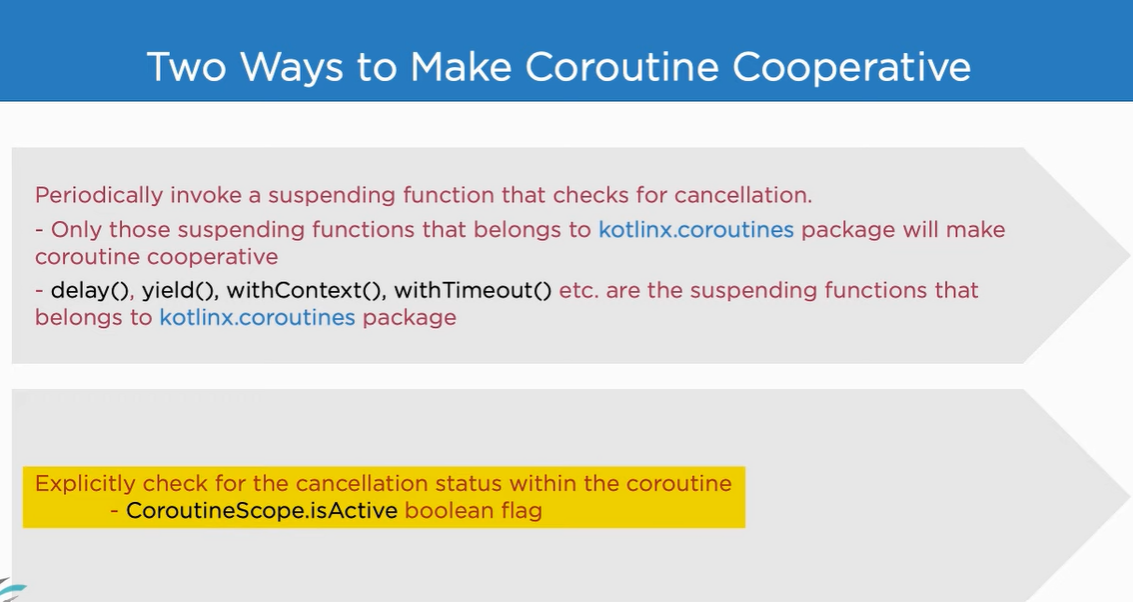 Two Ways to Make Coroutine Cooperative
Periodically invoke a suspending function that checks for cancellation.
- Only those suspending functions that belongs to kotlinx.coroutines package will make
coroutine cooperative
- delay(), yield(), withContext(), withTimeout() etc. are the suspending functions that
belongs to kotlinx.coroutines package
Explicitly check for the cancellation status within the coroutine
- CoroutineScope.isActive boolean flag